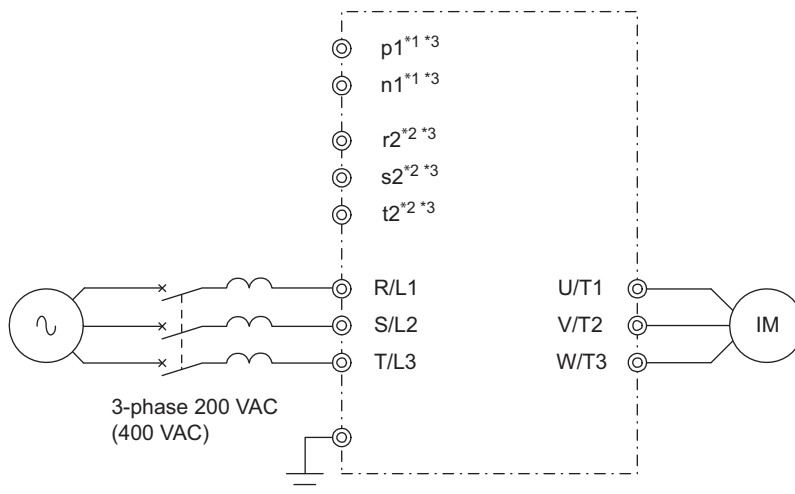 p1*1 *3
n1*1 *3
r2*2 *3
s2*2 *3
t2*2 *3
R/L1 U/T1
S/L2 V/T2 IM
T/L3 W/T3
3-phase 200 VAC
(400 VAC)